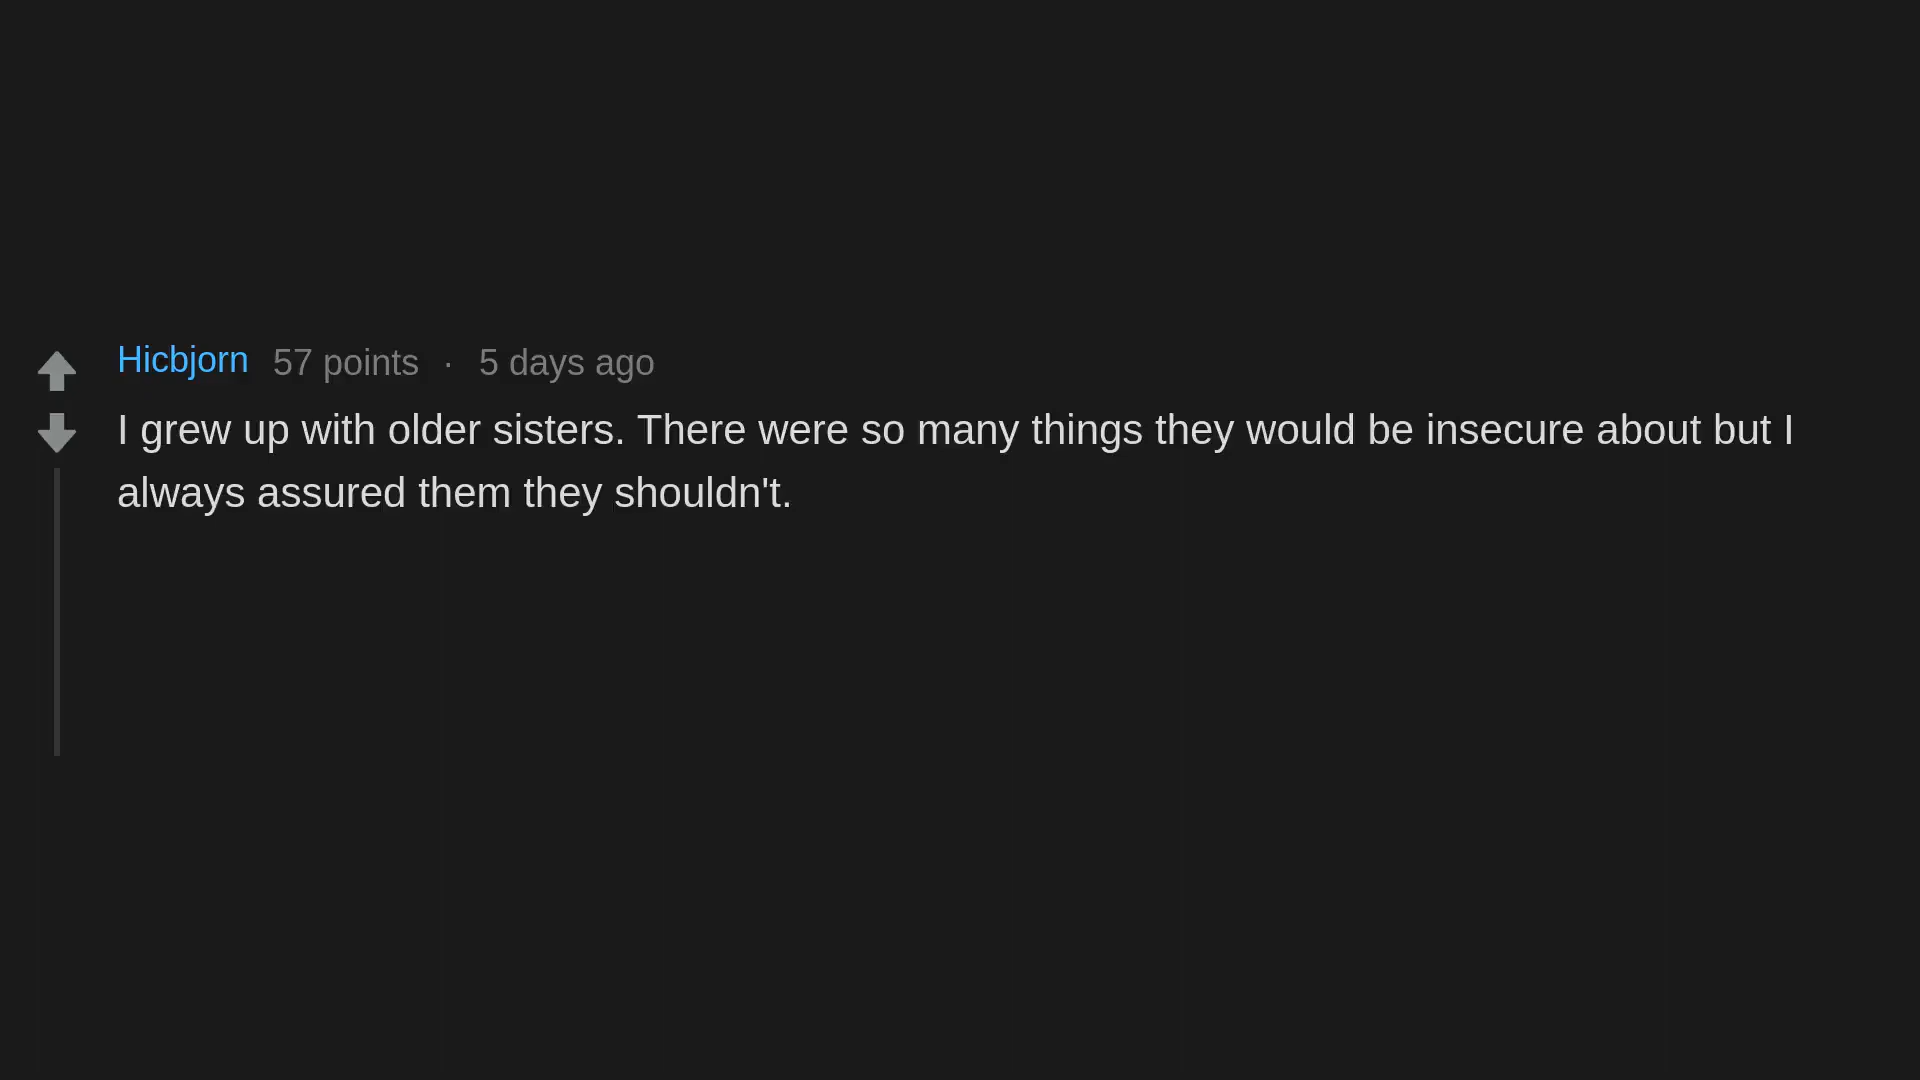 Hicbjorn 57 points · 5 days ago
I grew up with older sisters. There were so many things they would be insecure about but I
always assured them they shouldn't.